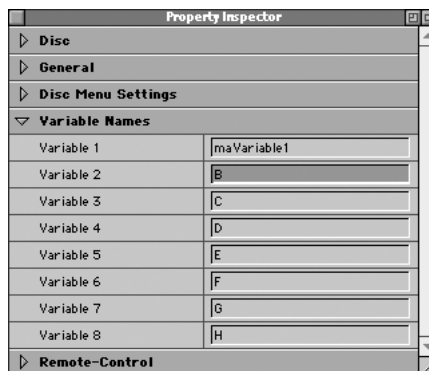 Property Inspector
Disc
General
Disc Menu Settings
Variable Names
Variable 1 maVariable1
Variable 2 B
Variable 3 C
Variable 4 D
Variable 5 E
Variable 6 F
Variable 7 G
Variable 8 H
Remote-Control